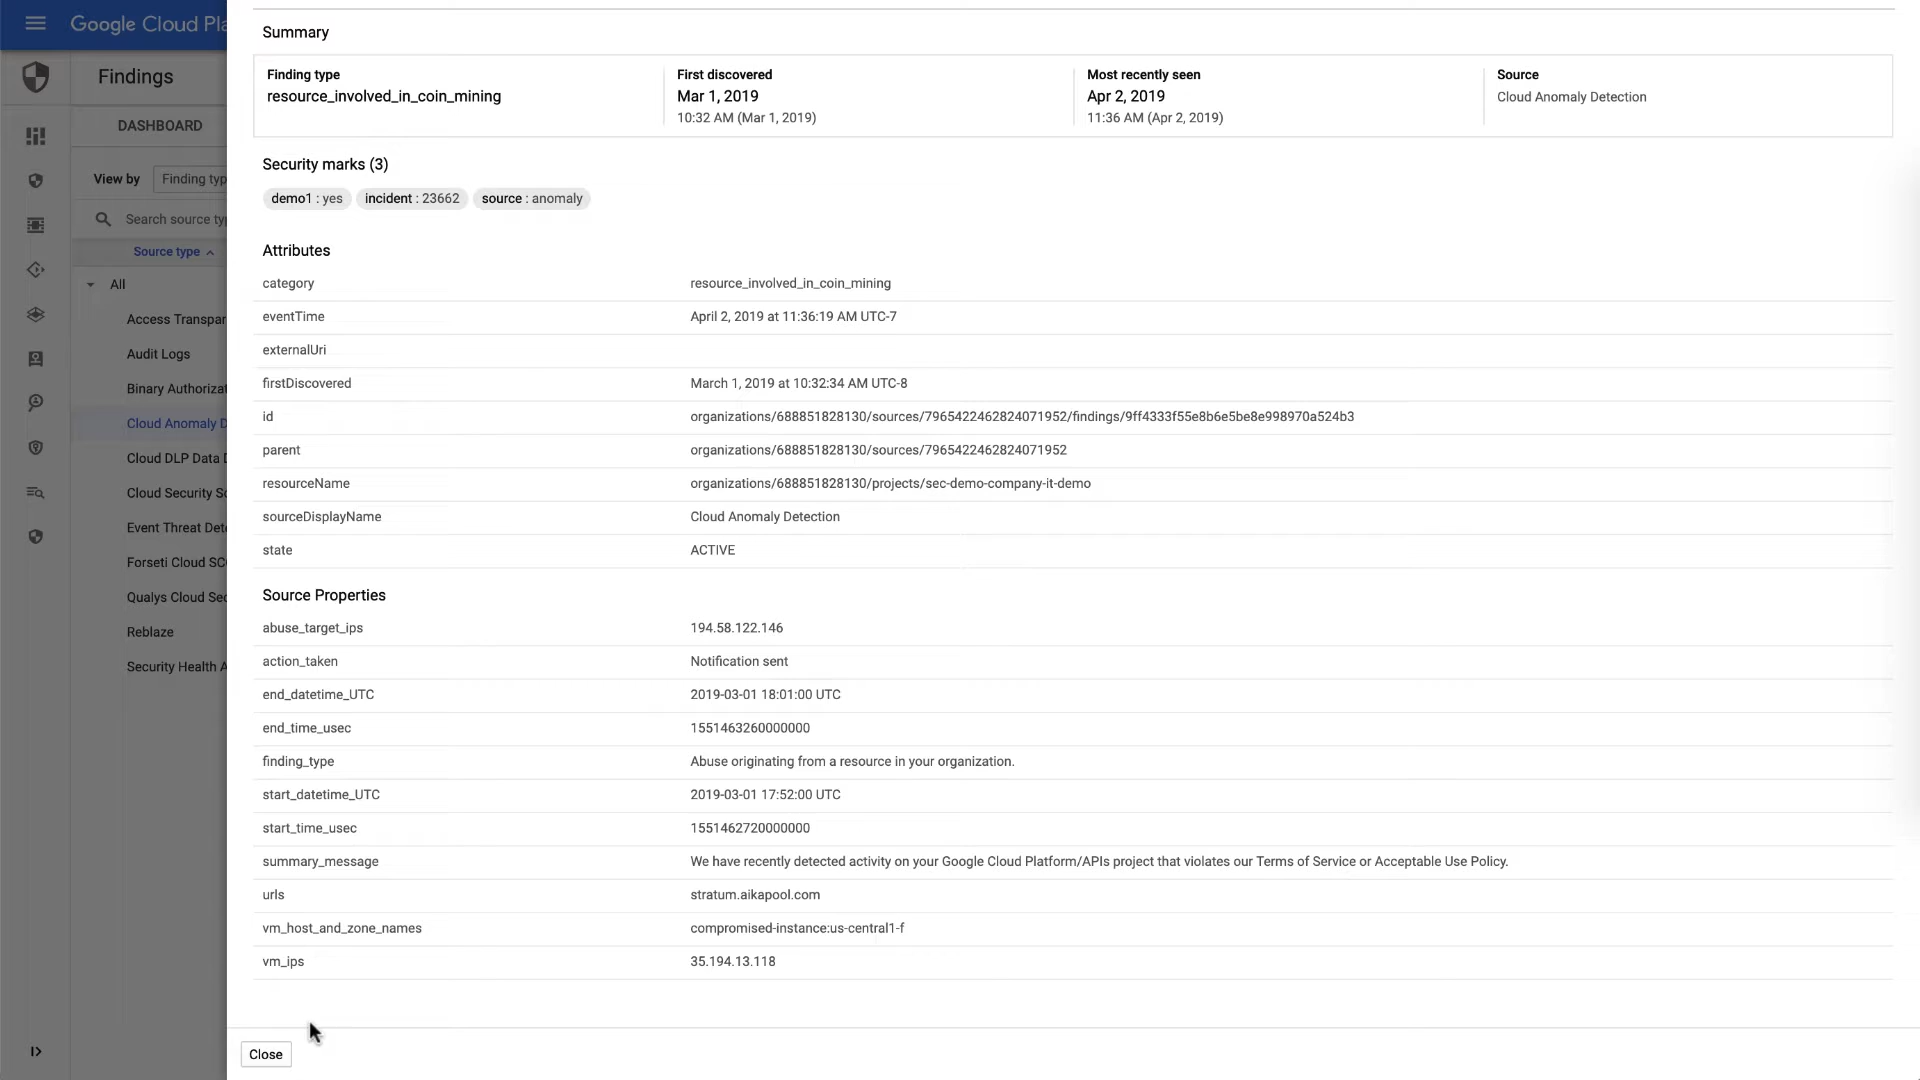 Google Cloud Pla
Findings
DASHBOARD
View by Finding typ
Search source typ
Source type
All
Access Transpar
Audit Logs
Binary Authorizat
Cloud Anomaly D
Cloud DLP Data D
Cloud Security Sc
Event Threat Dete
Forseti Cloud SC
Qualys Cloud Sec
Reblaze
Security Health A
Summary
Finding type First discovered Most recently seen Source
resource_involved_in_coin_mining Mar 1, 2019 Apr 2, 2019 Cloud Anomaly Detection
10:32 AM (Mar 1, 2019) 11:36 AM (Apr 2, 2019)
Security marks (3)
demo1 : yes incident : 23662 source : anomaly
Attributes
category resource_involved_in_coin_mining
eventTime April 2, 2019 at 11:36:19 AM UTC-7
externalUri
firstDiscovered March 1, 2019 at 10:32:34 AM UTC-8
id organizations/688851828130/sources/7965422462824071952/findings/9ff4333f55e8b6e5be8e998970a524b3
parent organizations/688851828130/sources/7965422462824071952
resourceName organizations/688851828130/projects/sec-demo-company-it-demo
sourceDisplayName Cloud Anomaly Detection
state ACTIVE
Source Properties
abuse_target_ips 194.58.122.146
action_taken Notification sent
end_datetime_UTC 2019-03-01 18:01:00 UTC
end_time_usec 1551463260000000
finding_type Abuse originating from a resource in your organization.
start_datetime_UTC 2019-03-01 17:52:00 UTC
start_time_usec 1551462720000000
summary_message We have recently detected activity on your Google Cloud Platform/APIs project that violates our Terms of Service or Acceptable Use Policy.
urls stratum.aikapool.com
vm_host_and_zone_names compromised-instance:us-central1-f
vm_ips 35.194.13.118
Close